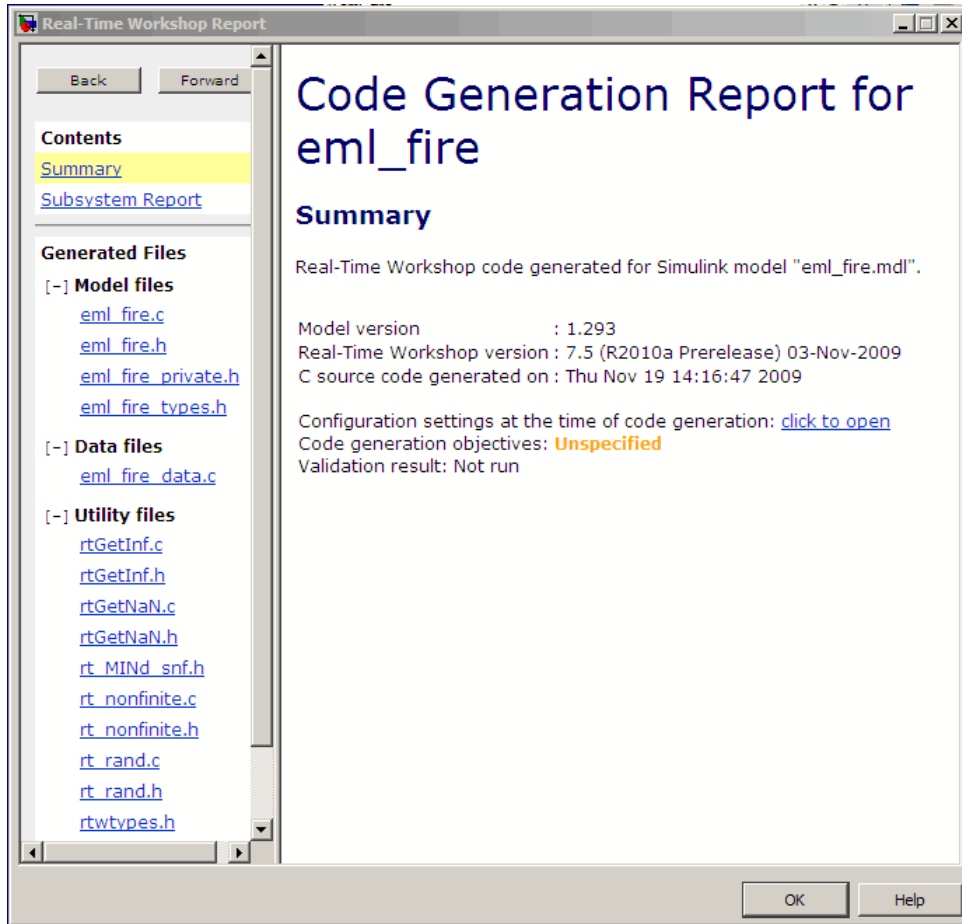 Real-Time Workshop Report
Back Forward
Contents
Summary
Subsystem Report
Generated Files
[-] Model files
eml_fire.c
eml_fire.h
eml_fire_private.h
eml_fire_types.h
[-] Data files
eml_fire_data.c
[-] Utility files
rtGetInf.c
rtGetInf.h
rtGetNaN.c
rtGetNaN.h
rt_MINd_snf.h
rt_nonfinite.c
rt_nonfinite.h
rt_rand.c
rt_rand.h
rtwtypes.h
Code Generation Report for
eml_fire
Summary
Real-Time Workshop code generated for Simulink model "eml_fire.mdl".
Model version : 1.293
Real-Time Workshop version : 7.5 (R2010a Prerelease) 03-Nov-2009
C source code generated on : Thu Nov 19 14:16:47 2009
Configuration settings at the time of code generation: click to open
Code generation objectives: Unspecified
Validation result: Not run
OK Help